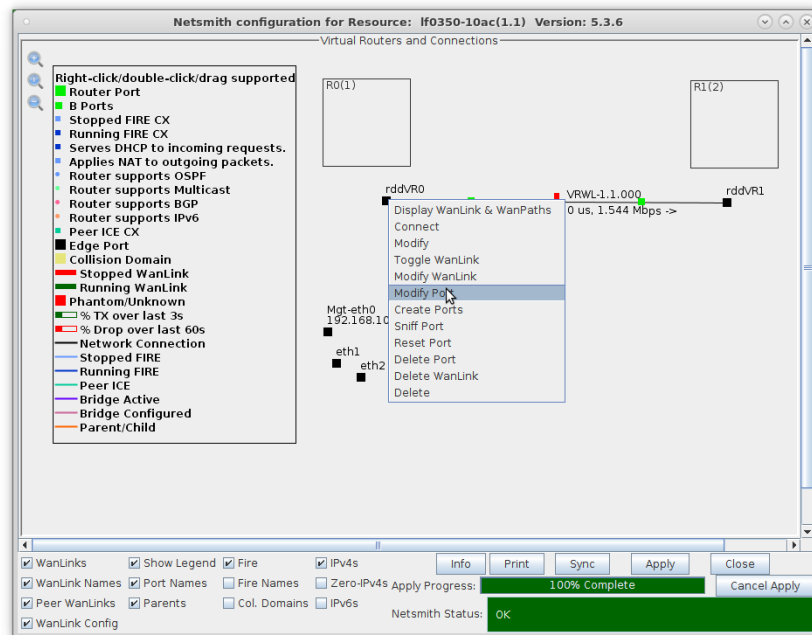 Netsmith configuration for Resource: lf0350-10ac(1.1) Version: 5.3.6
Virtual Routers and Connections
Right-click/double-click/drag supported
Router Port
B Ports
Stopped FIRE CX
Running FIRE CX
Serves DHCP to incoming requests.
Applies NAT to outgoing packets.
Router supports OSPF
Router supports Multicast
Router supports BGP
Router supports IPv6
Peer ICE CX
Edge Port
Collision Domain
Stopped WanLink
Running WanLink
Phantom/Unknown
% TX over last 3s
% Drop over last 60s
Network Connection
Stopped FIRE
Running FIRE
Peer ICE
Bridge Active
Bridge Configured
Parent/Child
R0(1)
R1(2)
rddVR0
VRWL-1.1.000
rddVR1
0 us, 1.544 Mbps ->
Display WanLink & WanPaths
Connect
Modify
Toggle WanLink
Modify WanLink
Modify Port
Create Ports
Sniff Port
Reset Port
Delete Port
Delete WanLink
Delete
Mgt-eth0
192.168.10
eth1
eth2
WanLinks Show Legend Fire IPv4s Info Print Sync Apply Close
WanLink Names Port Names Fire Names Zero-IPv4s Apply Progress: 100% Complete Cancel Apply
Peer WanLinks Parents Col. Domains IPv6s Netsmith Status: OK
WanLink Config